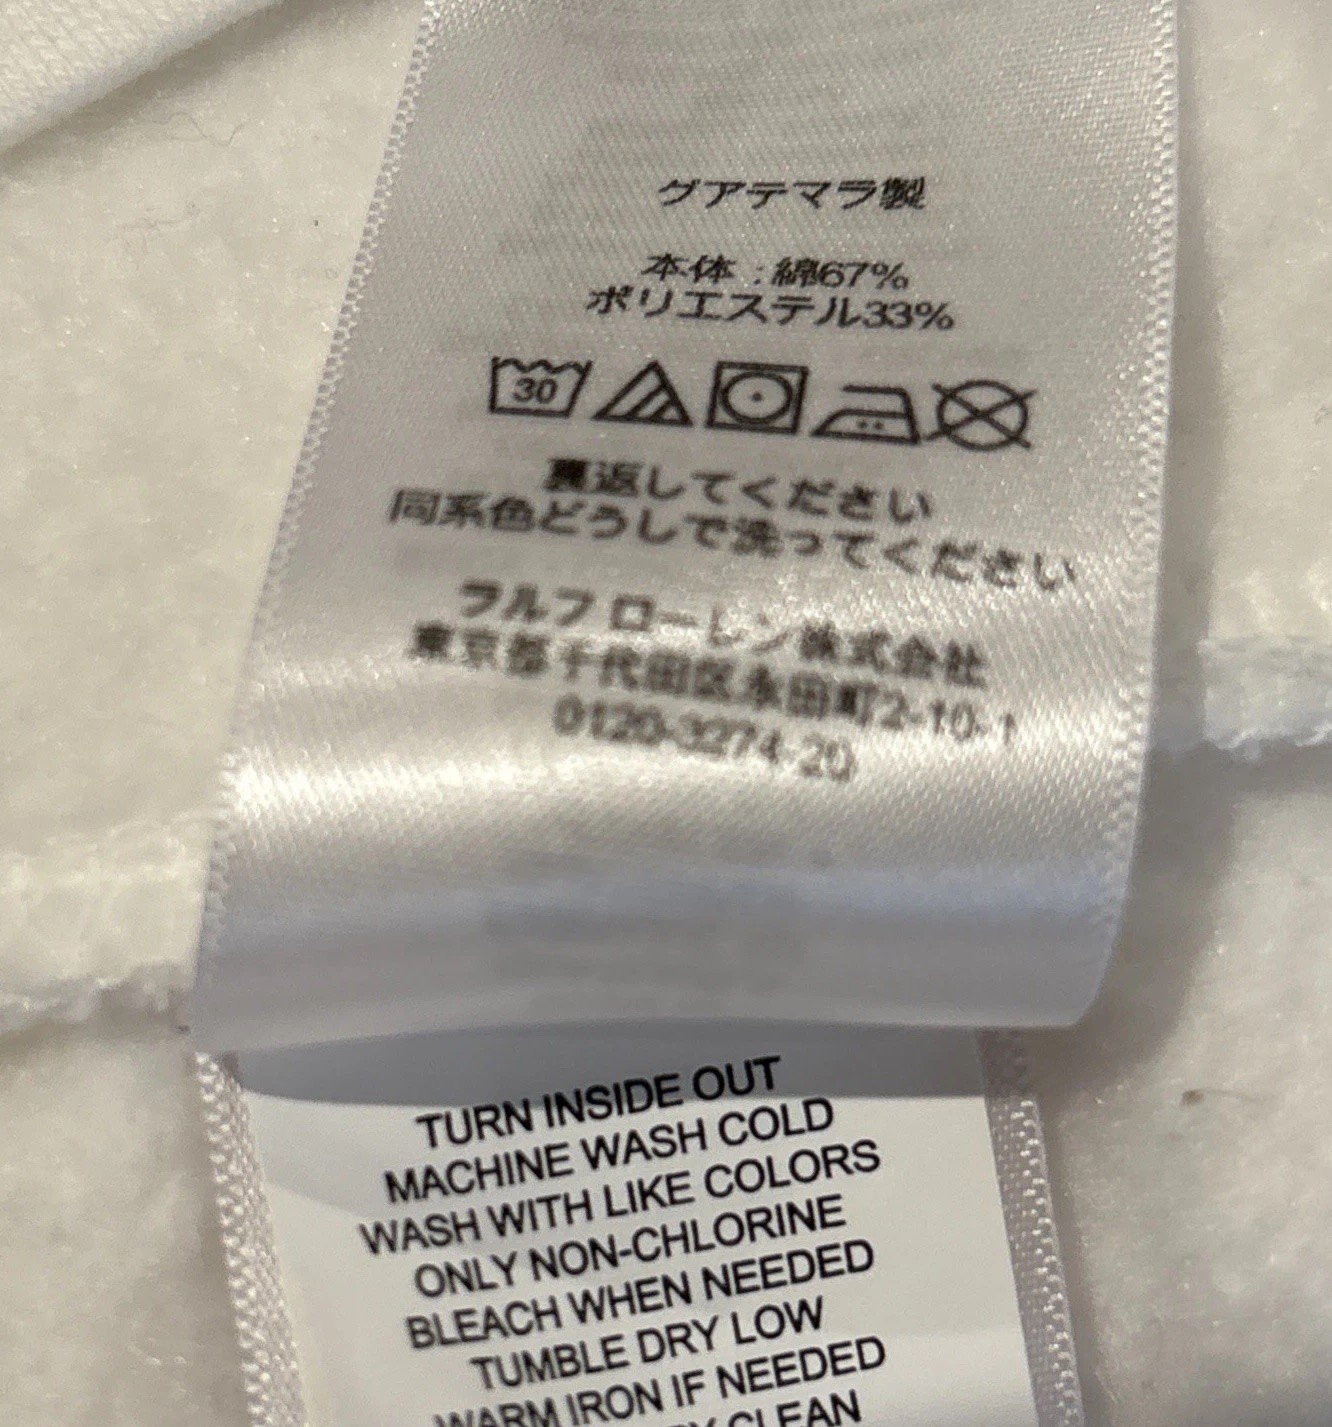 グアテマラ製
本体 : 綿67%
ポリエステル33%
30
裏返してください
同系色どうしで洗ってください
ラルフ ローレン株式会社
東京都千代田区永田町2-10-1
0120-3274-20
TURN INSIDE OUT
MACHINE WASH COLD
WASH WITH LIKE COLORS
ONLY NON-CHLORINE
BLEACH WHEN NEEDED
TUMBLE DRY LOW
WARM IRON IF NEEDED
CLEAN